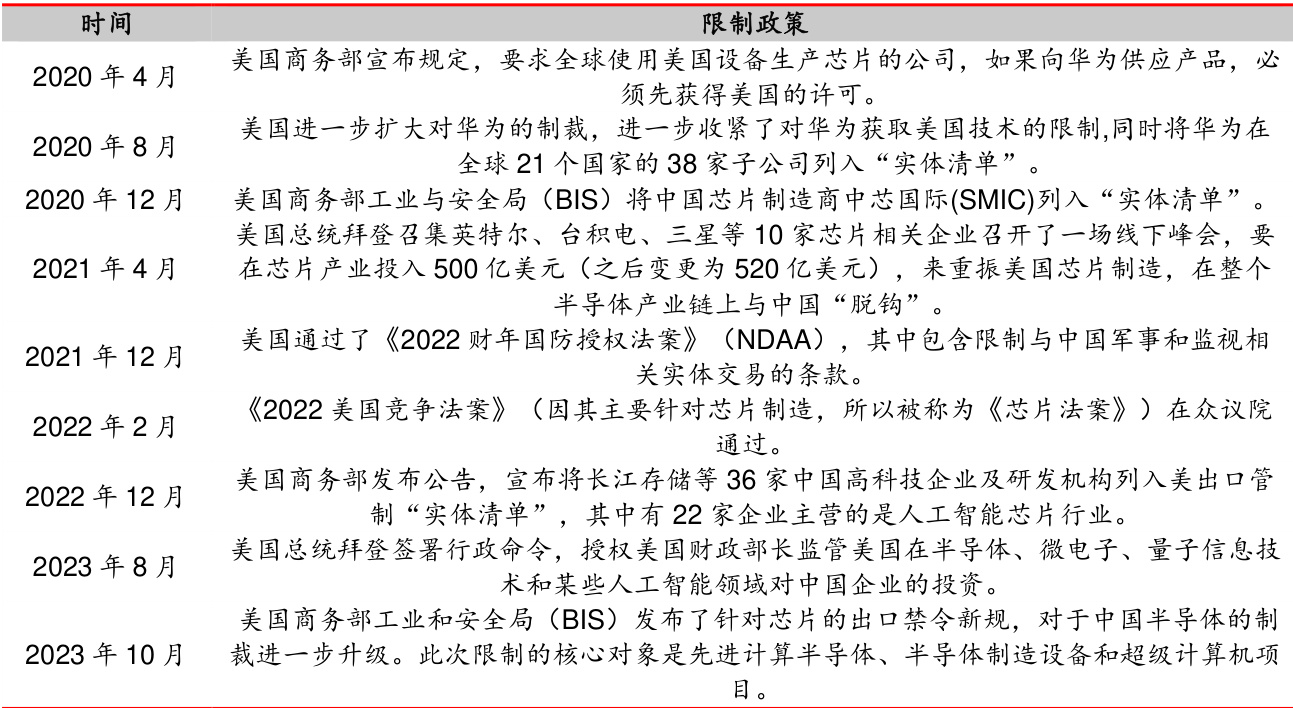 时间 限制政策
美国商务部宣布规定，要求全球使用美国设备生产芯片的公司，如果向华为供应产品，必
2020 年 4 月
须先获得美国的许可。
美国进一步扩大对华为的制裁，进一步收紧了对华为获取美国技术的限制,同时将华为在
2020 年 8 月
全球 21 个国家的 38 家子公司列入“实体清单”。
2020 年 12 月 美国商务部工业与安全局（BIS）将中国芯片制造商中芯国际(SMIC)列入“实体清单”。
美国总统拜登召集英特尔、台积电、三星等 10 家芯片相关企业召开了一场线下峰会，要
2021 年 4 月 在芯片产业投入 500 亿美元（之后变更为 520 亿美元），来重振美国芯片制造，在整个
半导体产业链上与中国“脱钩”。
美国通过了《2022 财年国防授权法案》（NDAA），其中包含限制与中国军事和监视相
2021 年 12 月
关实体交易的条款。
《2022 美国竞争法案》（因其主要针对芯片制造，所以被称为《芯片法案》）在众议院
2022 年 2 月
通过。
美国商务部发布公告，宣布将长江存储等 36 家中国高科技企业及研发机构列入美出口管
2022 年 12 月
制“实体清单”，其中有 22 家企业主营的是人工智能芯片行业。
美国总统拜登签署行政命令，授权美国财政部长监管美国在半导体、微电子、量子信息技
2023 年 8 月
术和某些人工智能领域对中国企业的投资。
美国商务部工业和安全局（BIS）发布了针对芯片的出口禁令新规，对于中国半导体的制
2023 年 10 月 裁进一步升级。此次限制的核心对象是先进计算半导体、半导体制造设备和超级计算机项
目。